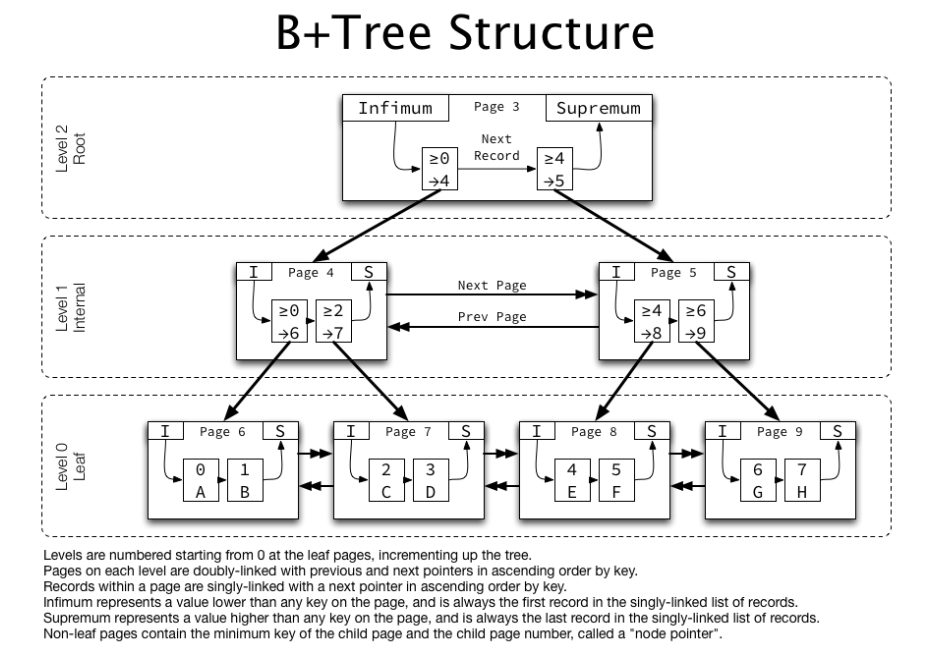 B+Tree Structure
Level 2
Root
Infimum
Page 3
Supremum
Next
Record
≥0
→4
≥4
→5
Level 1
Internal
I
Page 4
S
≥0
→6
≥2
→7
Next Page
Prev Page
I
Page 5
S
≥4
→8
≥6
→9
Level 0
Leaf
I
Page 6
S
0
A
1
B
I
Page 7
S
2
C
3
D
I
Page 8
S
4
E
5
F
I
Page 9
S
6
G
7
H
Levels are numbered starting from 0 at the leaf pages, incrementing up the tree.
Pages on each level are doubly-linked with previous and next pointers in ascending order by key.
Records within a page are singly-linked with a next pointer in ascending order by key.
Infimum represents a value lower than any key on the page, and is always the first record in the singly-linked list of records.
Supremum represents a value higher than any key on the page, and is always the last record in the singly-linked list of records.
Non-leaf pages contain the minimum key of the child page and the child page number, called a "node pointer".